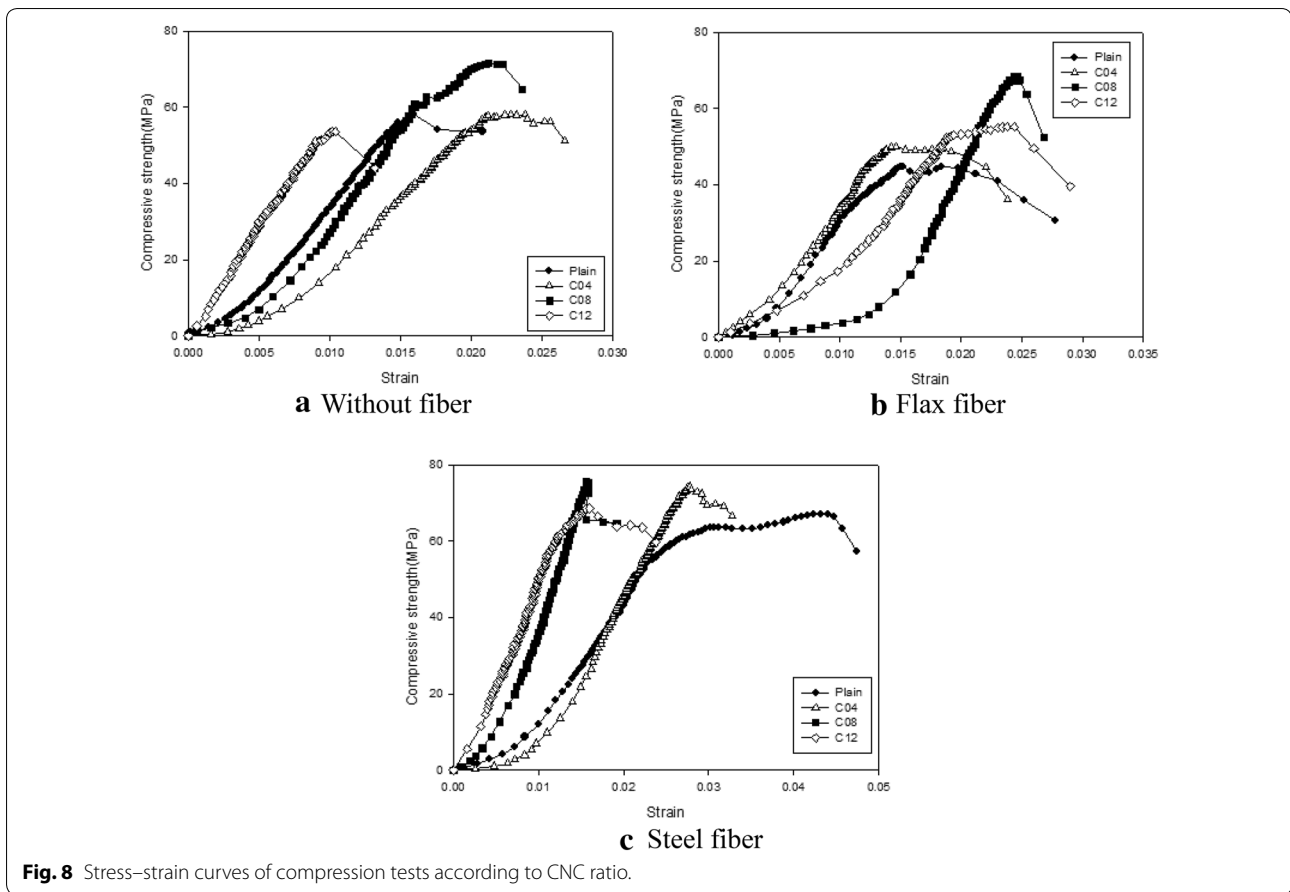 80
60
40
20
0
Compressive strength(MPa)
0.000 0.005 0.010 0.015 0.020 0.025 0.030
Strain
Plain
C04
C08
C12
a Without fiber
80
60
40
20
0
Compressive strength(MPa)
0.000 0.005 0.010 0.015 0.020 0.025 0.030 0.035
Strain
Plain
C04
C08
C12
b Flax fiber
80
60
40
20
0
Compressive strength(MPa)
0.00 0.01 0.02 0.03 0.04 0.05
Strain
Plain
C04
C08
C12
c Steel fiber
Fig. 8 Stress–strain curves of compression tests according to CNC ratio.